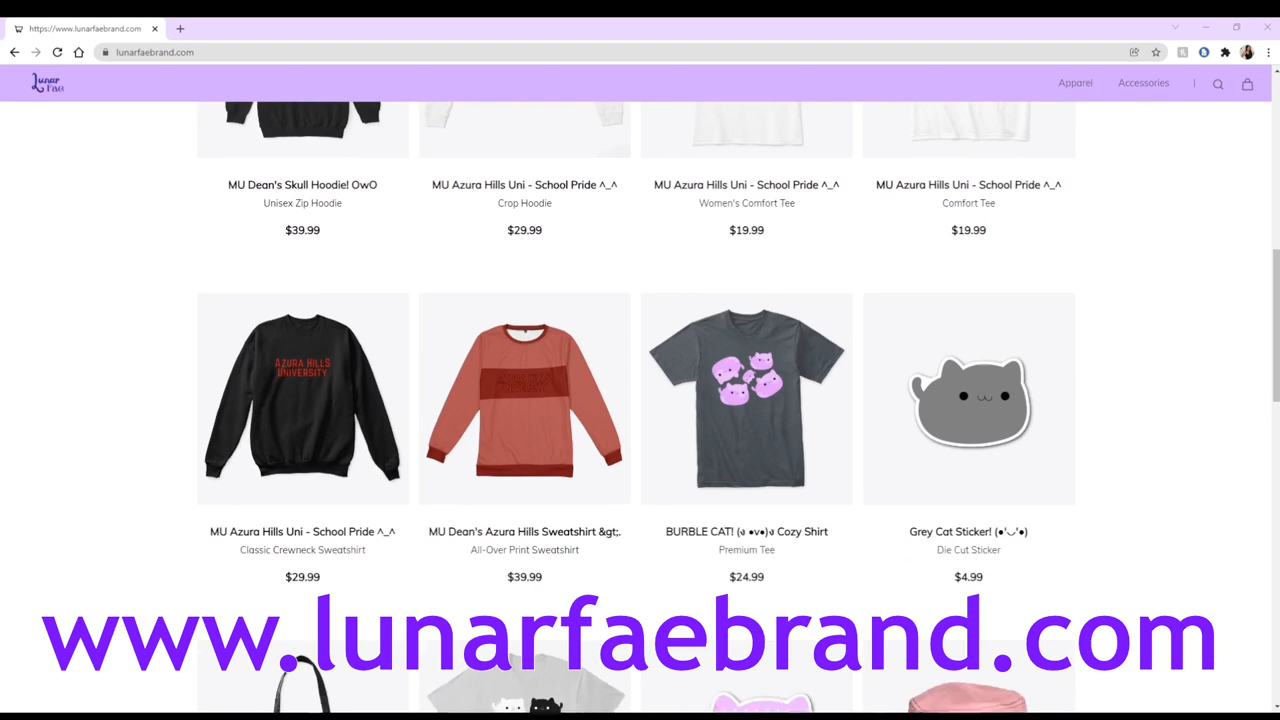 https://www.lunarfaebrand.com
lunarfaebrand.com
Lunar
Fae
Apparel
Accessories
MU Dean's Skull Hoodie! OwO
Unisex Zip Hoodie
$39.99
MU Azura Hills Uni - School Pride ^_^
Crop Hoodie
$29.99
MU Azura Hills Uni - School Pride ^_^
Women's Comfort Tee
$19.99
MU Azura Hills Uni - School Pride ^_^
Comfort Tee
$19.99
AZURA HILLS
UNIVERSITY
MU Azura Hills Uni - School Pride ^_^
Classic Crewneck Sweatshirt
$29.99
MU Dean's Azura Hills Sweatshirt &gt;.
All-Over Print Sweatshirt
$39.99
BURBLE CAT! (ง •v•)ง Cozy Shirt
Premium Tee
$24.99
Grey Cat Sticker! (•'◡'•)
Die Cut Sticker
$4.99
www.lunarfaebrand.com